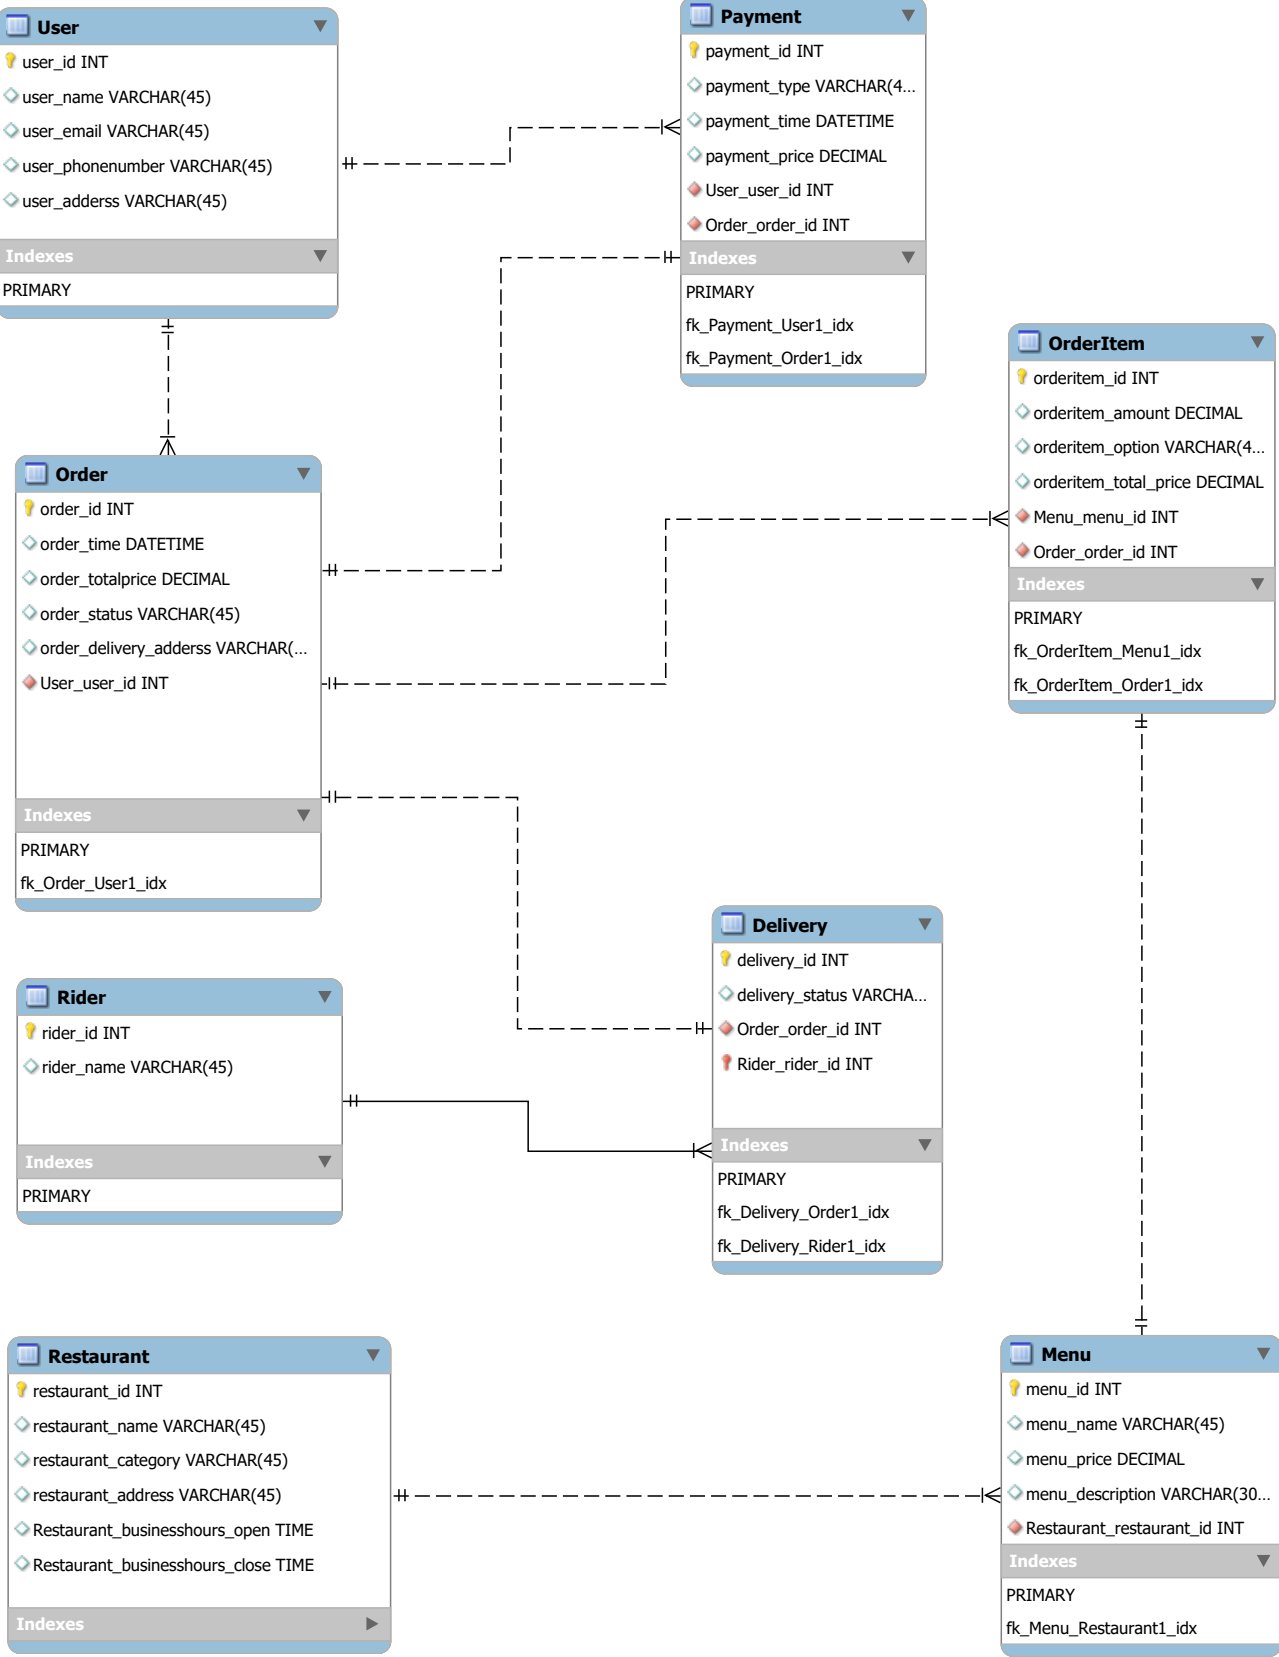 User
user_id INT
user_name VARCHAR(45)
user_email VARCHAR(45)
user_phonenumber VARCHAR(45)
user_adderss VARCHAR(45)
Indexes
PRIMARY
Payment
payment_id INT
payment_type VARCHAR(4...
payment_time DATETIME
payment_price DECIMAL
User_user_id INT
Order_order_id INT
Indexes
PRIMARY
fk_Payment_User1_idx
fk_Payment_Order1_idx
OrderItem
orderitem_id INT
orderitem_amount DECIMAL
orderitem_option VARCHAR(4...
orderitem_total_price DECIMAL
Menu_menu_id INT
Order_order_id INT
Indexes
PRIMARY
fk_OrderItem_Menu1_idx
fk_OrderItem_Order1_idx
Order
order_id INT
order_time DATETIME
order_totalprice DECIMAL
order_status VARCHAR(45)
order_delivery_adderss VARCHAR(...
User_user_id INT
Indexes
PRIMARY
fk_Order_User1_idx
Delivery
delivery_id INT
delivery_status VARCHA...
Order_order_id INT
Rider_rider_id INT
Indexes
PRIMARY
fk_Delivery_Order1_idx
fk_Delivery_Rider1_idx
Rider
rider_id INT
rider_name VARCHAR(45)
Indexes
PRIMARY
Restaurant
restaurant_id INT
restaurant_name VARCHAR(45)
restaurant_category VARCHAR(45)
restaurant_address VARCHAR(45)
Restaurant_businesshours_open TIME
Restaurant_businesshours_close TIME
Indexes
Menu
menu_id INT
menu_name VARCHAR(45)
menu_price DECIMAL
menu_description VARCHAR(30...
Restaurant_restaurant_id INT
Indexes
PRIMARY
fk_Menu_Restaurant1_idx